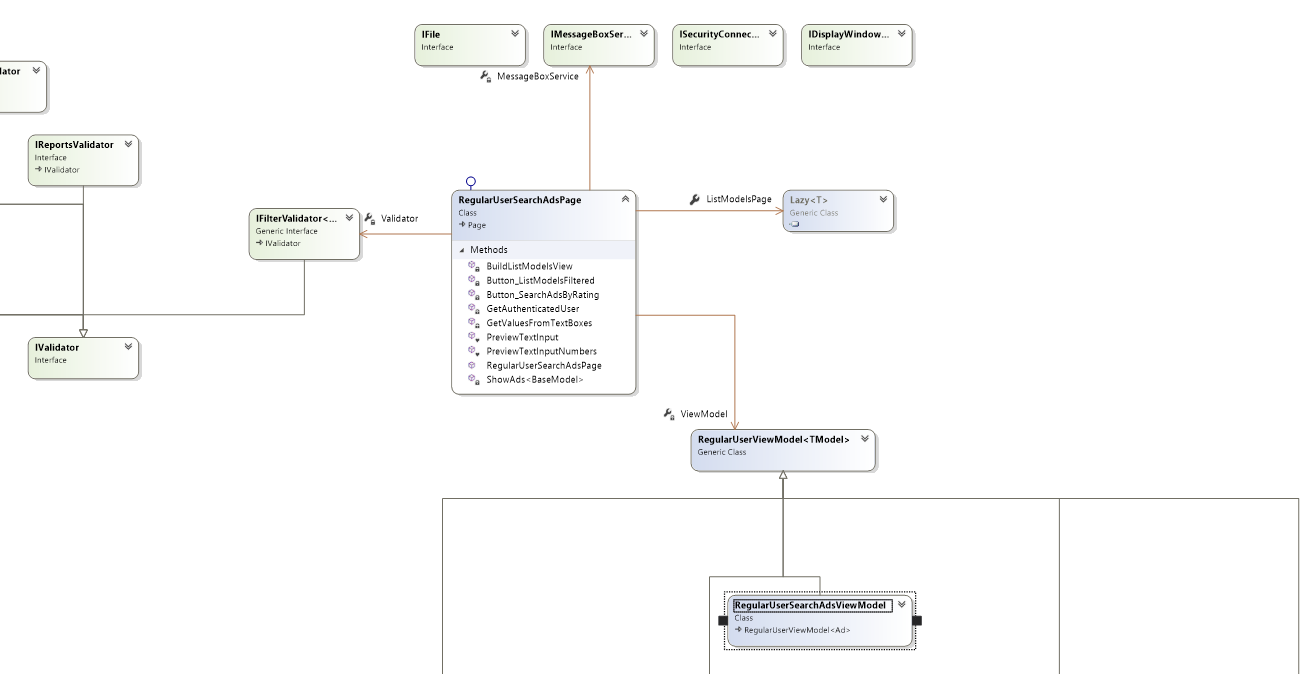 IFile
Interface
IMessageBoxSer...
Interface
ISecurityConnec...
Interface
IDisplayWindow...
Interface
MessageBoxService
lator
IReportsValidator
Interface
IValidator
IFilterValidator<...
Generic Interface
IValidator
Validator
RegularUserSearchAdsPage
Class
Page
Methods
BuildListModelsView
Button_ListModelsFiltered
Button_SearchAdsByRating
GetAuthenticatedUser
GetValuesFromTextBoxes
PreviewTextInput
PreviewTextInputNumbers
RegularUserSearchAdsPage
ShowAds<BaseModel>
ListModelsPage
Lazy<T>
Generic Class
IValidator
Interface
ViewModel
RegularUserViewModel<TModel>
Generic Class
RegularUserSearchAdsViewModel
Class
RegularUserViewModel<Ad>